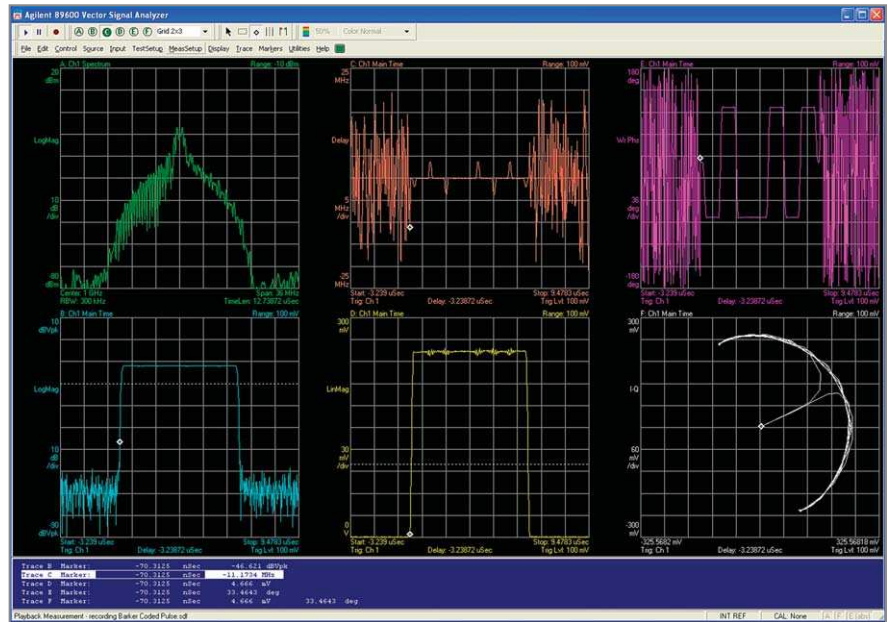 Agilent 89600 Vector Signal Analyzer
A B C D E F Grid 2x3 50% Color Normal
File Edit Control Source Input TestSetup MeasSetup Display Trace Markers Utilities Help
A: Ch1 Spectrum Range: -10 dBm
20
dBm
LogMag
10
dB
/div
-80
dBm
Center: 1 GHz Span: 36 MHz
RBW: 300 kHz TimeLen: 12.73872 uSec
C: Ch1 Main Time Range: 100 mV
25
MHz
Delay
5
MHz
/div
-25
MHz
Start: -3.239 uSec Stop: 9.4783 uSec
Trig: Ch 1 Delay: -3.23872 uSec Trig Lvl: 100 mV
E: Ch1 Main Time Range: 100 mV
180
deg
WrPhs
36
deg
/div
-180
deg
Start: -3.239 uSec Stop: 9.4783 uSec
Trig: Ch 1 Delay: -3.23872 uSec Trig Lvl: 100 mV
B: Ch1 Main Time Range: 100 mV
10
dBVpk
LogMag
10
dB
/div
-90
dBVpk
Start: -3.239 uSec Stop: 9.4783 uSec
Trig: Ch 1 Delay: -3.23872 uSec Trig Lvl: 100 mV
D: Ch1 Main Time Range: 100 mV
300
mV
LinMag
30
mV
/div
0
V
Start: -3.239 uSec Stop: 9.4783 uSec
Trig: Ch 1 Delay: -3.23872 uSec Trig Lvl: 100 mV
F: Ch1 Main Time Range: 100 mV
300
mV
I-Q
60
mV
/div
-300
mV
-325.5682 mV 325.56818 mV
Trig: Ch 1 Delay: -3.23872 uSec Trig Lvl: 100 mV
Trace B Marker: -70.3125 nSec -46.621 dBVpk
Trace C Marker: -70.3125 nSec -11.1734 MHz
Trace D Marker: -70.3125 nSec 4.666 mV
Trace E Marker: -70.3125 nSec 33.4643 deg
Trace F Marker: -70.3125 nSec 4.666 mV 33.4643 deg
Playback Measurement - recording Barker Coded Pulse.sdf INT REF CAL: None